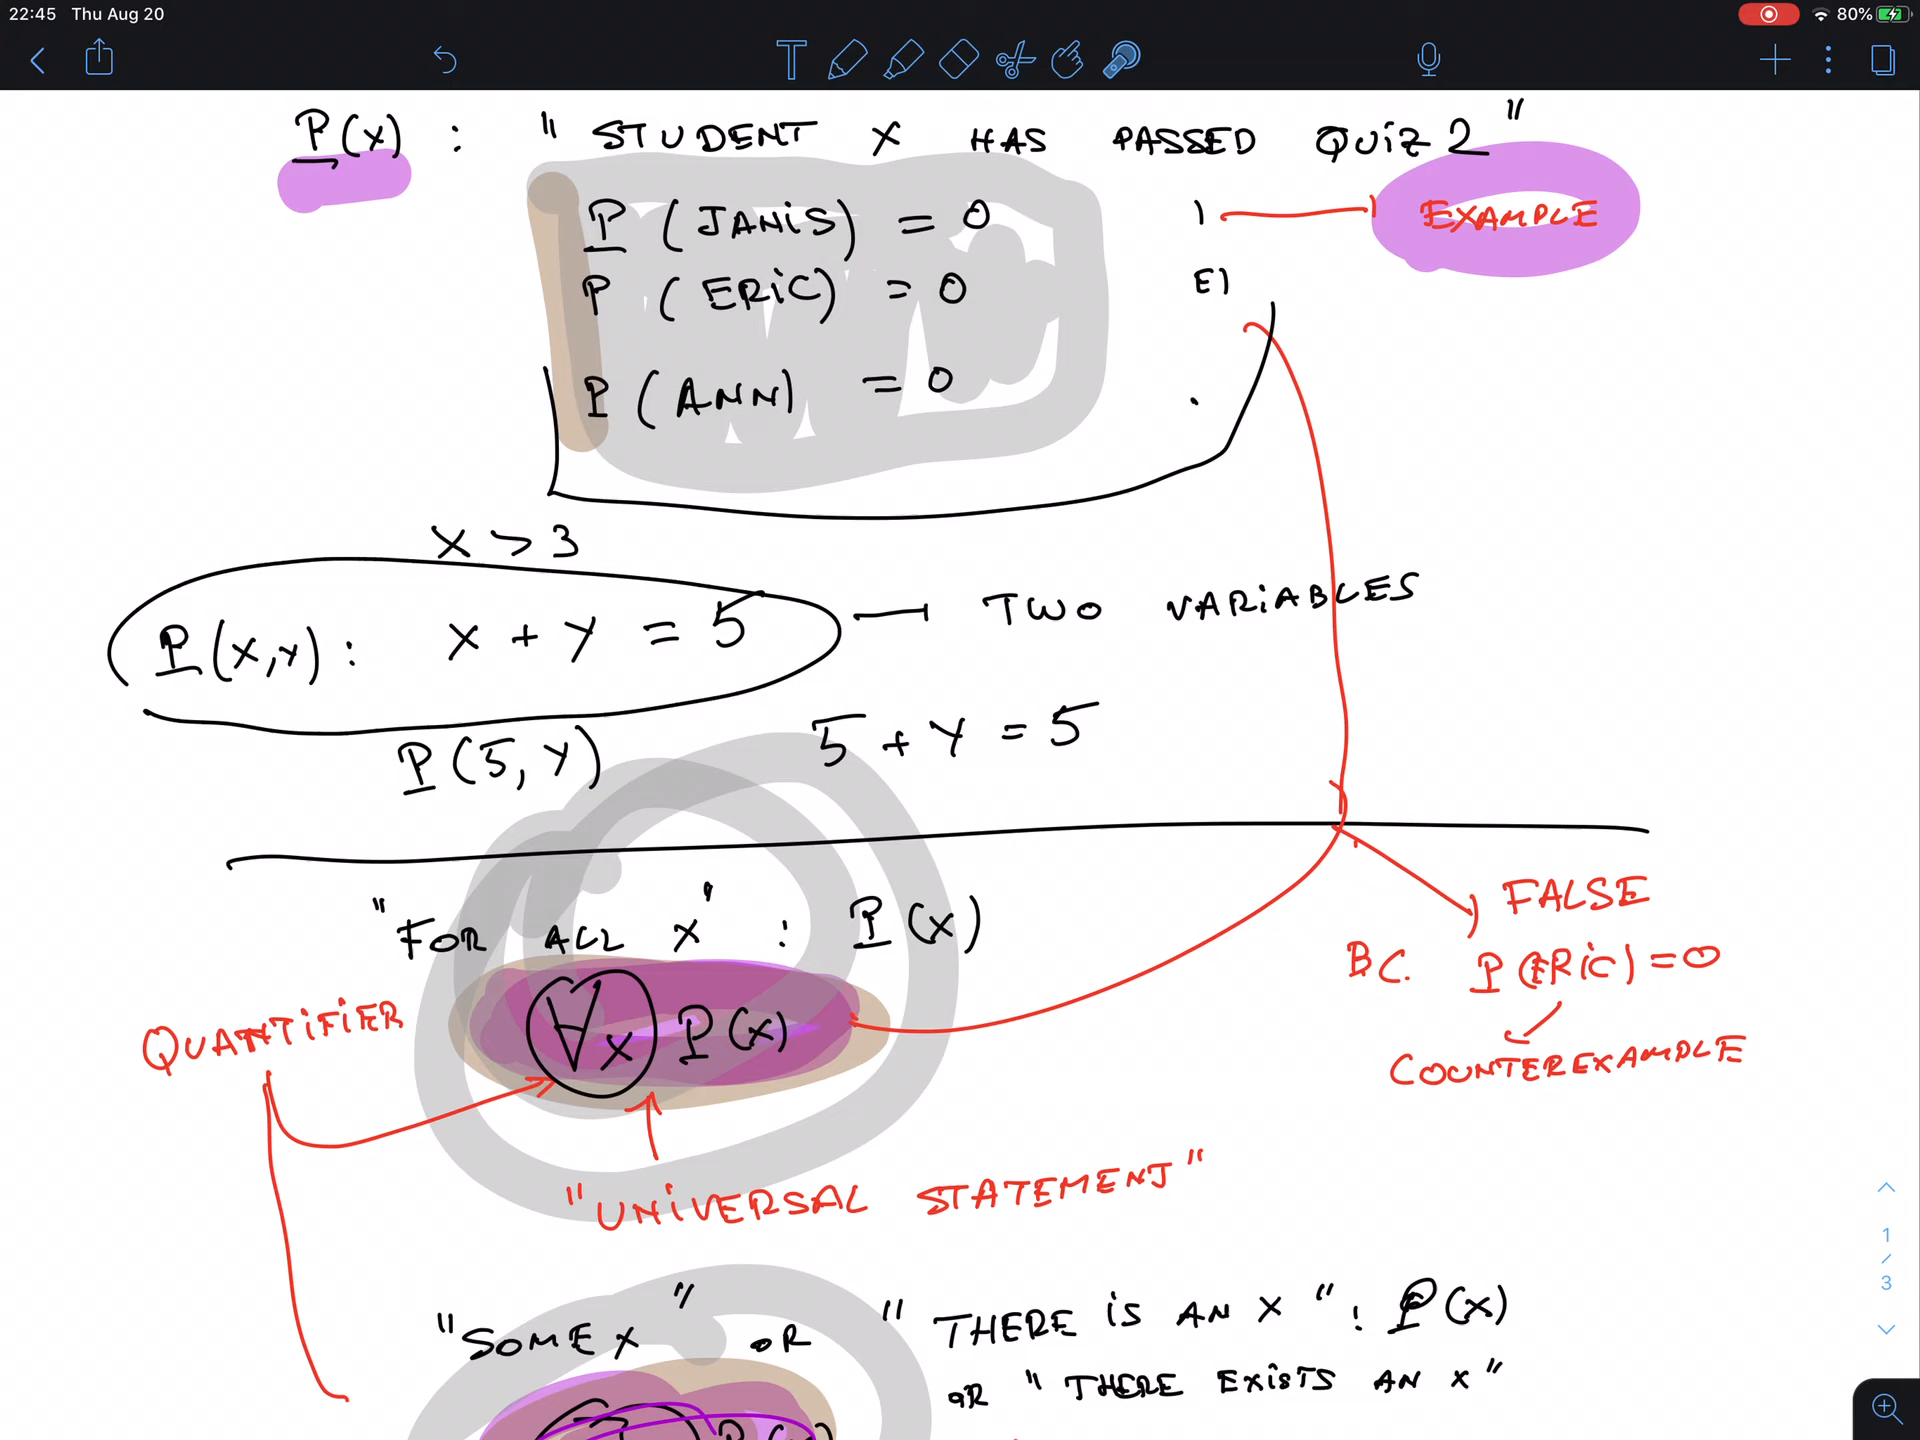 22:45 Thu Aug 20 80%
P(x) : "STUDENT X HAS PASSED QUIZ 2"
P (JANIS) = 0 1 EXAMPLE
P (ERIC) = 0
P (ANN) = 0
X > 3
P(X,Y) : X + Y = 5 TWO VARIABLES
P(5,Y) 5 + Y = 5
"FOR ALL X" : P(X)
FALSE
B.C. P(ERIC) = 0
COUNTEREXAMPLE
QUANTIFIER ∀x P(x)
"UNIVERSAL STATEMENT"
1
/
3
"SOME X" OR "THERE IS AN X" : P(X)
OR "THERE EXISTS AN X"